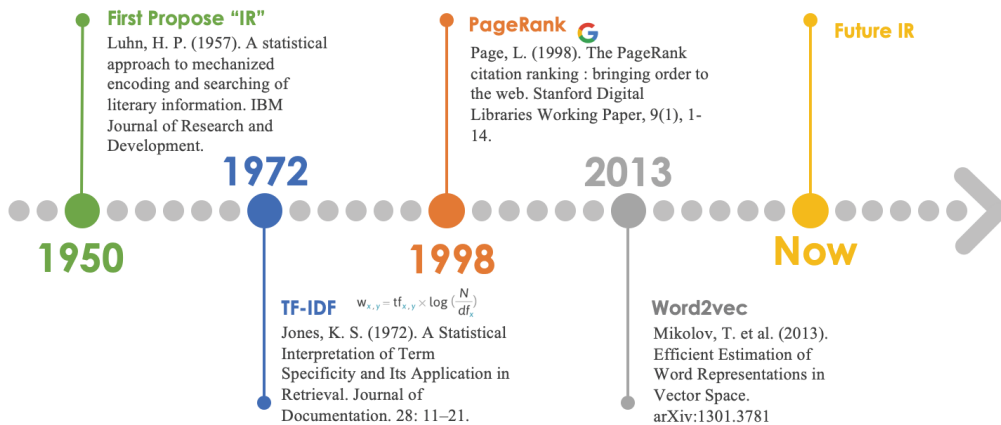 First Propose “IR”
Luhn, H. P. (1957). A statistical
approach to mechanized
encoding and searching of
literary information. IBM
Journal of Research and
Development.
1950
1972
TF-IDF
w_{x,y} = tf_{x,y} × log (N/df_x)
Jones, K. S. (1972). A Statistical
Interpretation of Term
Specificity and Its Application in
Retrieval. Journal of
Documentation. 28: 11–21.
PageRank
G
Page, L. (1998). The PageRank
citation ranking : bringing order to
the web. Stanford Digital
Libraries Working Paper, 9(1), 1-
14.
1998
2013
Word2vec
Mikolov, T. et al. (2013).
Efficient Estimation of
Word Representations in
Vector Space.
arXiv:1301.3781
Future IR
Now